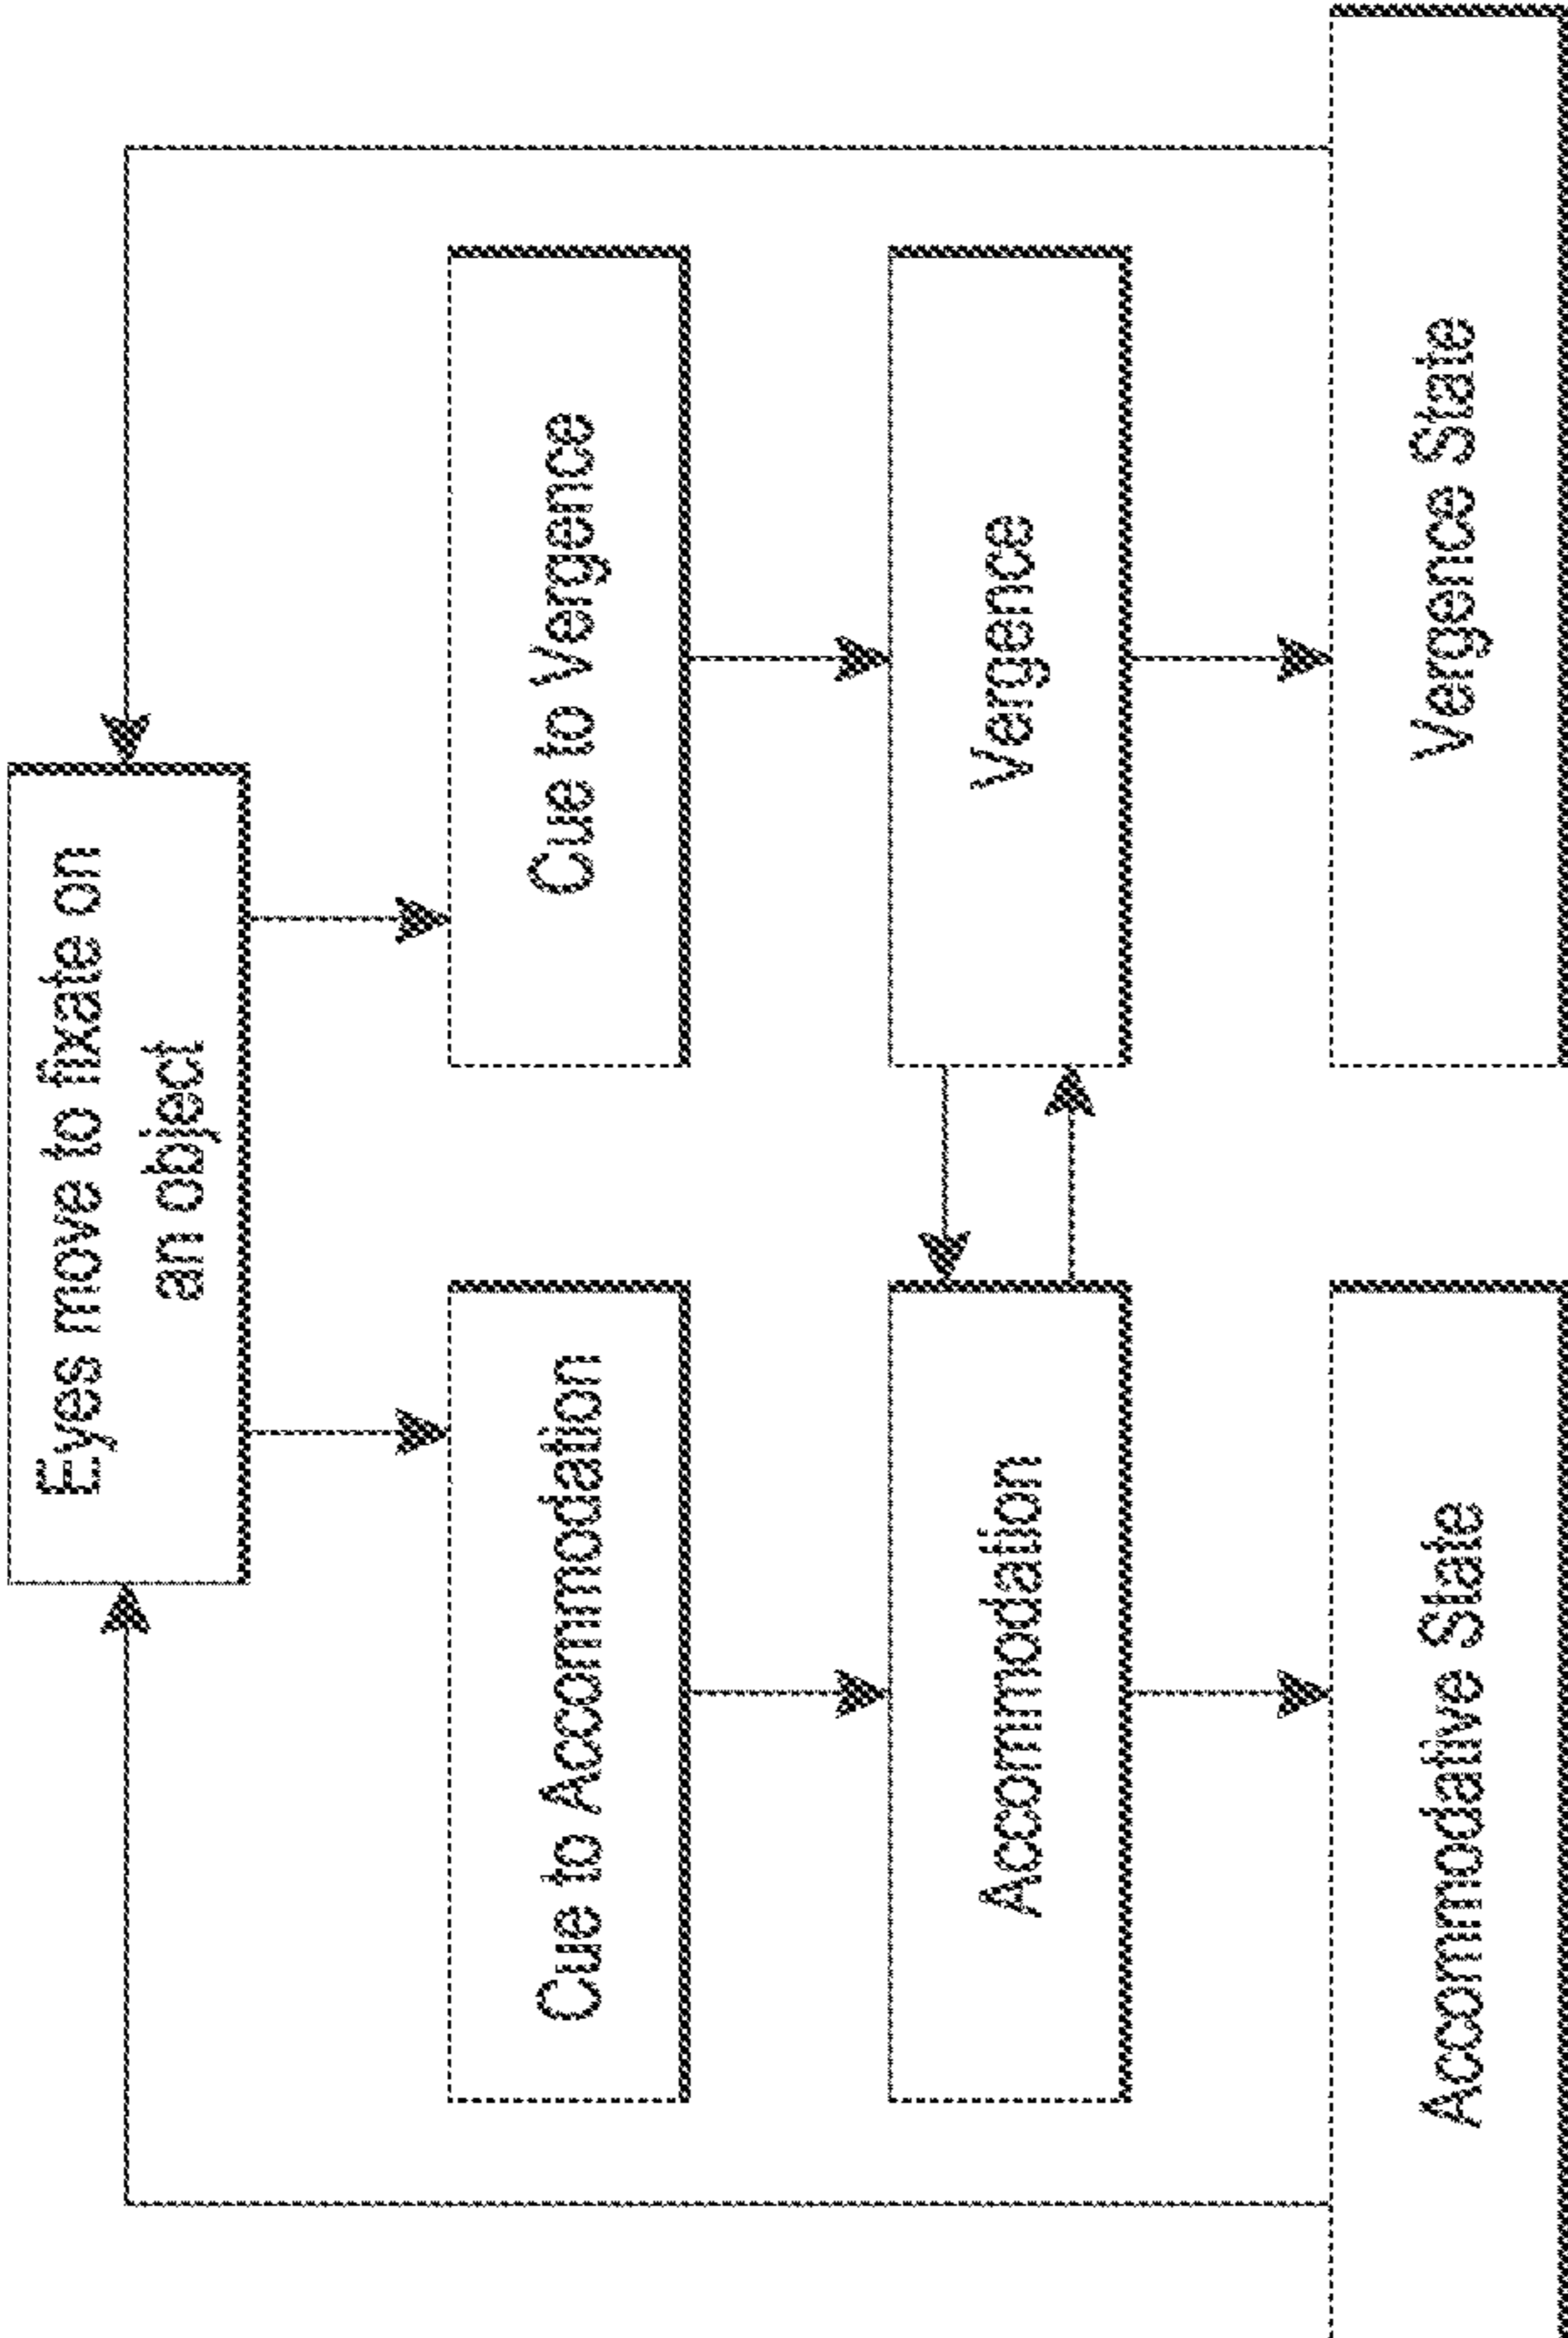 Eyes move to fixate on
an object
Cue to Accommodation
Cue to Vergence
Accommodation
Vergence
Accommodative State
Vergence State